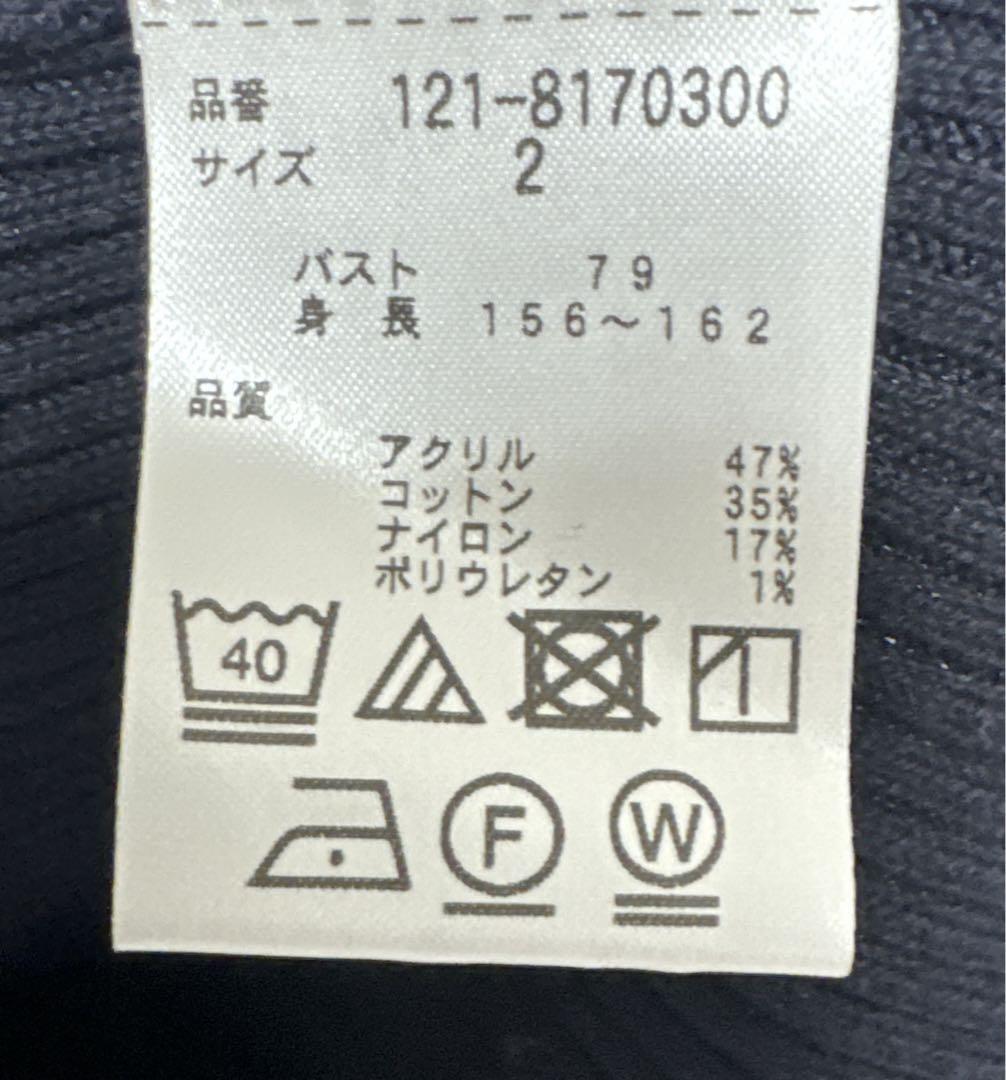 品番 121-8170300
サイズ 2
バスト 79
身長 156～162
品質
アクリル 47%
コットン 35%
ナイロン 17%
ポリウレタン 1%
40
F
W